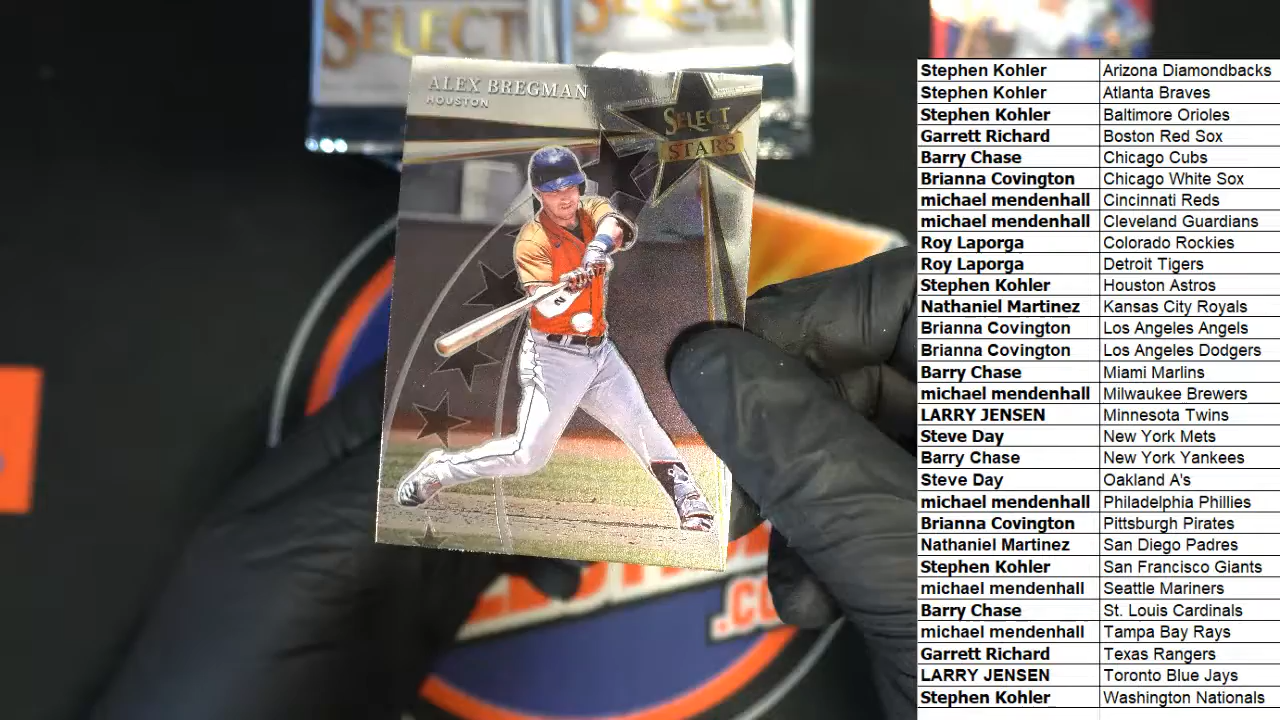 SELECT
SELECT
ALEX BREGMAN
HOUSTON
SELECT
STARS
2
.CO
Stephen Kohler Arizona Diamondbacks
Stephen Kohler Atlanta Braves
Stephen Kohler Baltimore Orioles
Garrett Richard Boston Red Sox
Barry Chase Chicago Cubs
Brianna Covington Chicago White Sox
michael mendenhall Cincinnati Reds
michael mendenhall Cleveland Guardians
Roy Laporga Colorado Rockies
Roy Laporga Detroit Tigers
Stephen Kohler Houston Astros
Nathaniel Martinez Kansas City Royals
Brianna Covington Los Angeles Angels
Brianna Covington Los Angeles Dodgers
Barry Chase Miami Marlins
michael mendenhall Milwaukee Brewers
LARRY JENSEN Minnesota Twins
Steve Day New York Mets
Barry Chase New York Yankees
Steve Day Oakland A's
michael mendenhall Philadelphia Phillies
Brianna Covington Pittsburgh Pirates
Nathaniel Martinez San Diego Padres
Stephen Kohler San Francisco Giants
michael mendenhall Seattle Mariners
Barry Chase St. Louis Cardinals
michael mendenhall Tampa Bay Rays
Garrett Richard Texas Rangers
LARRY JENSEN Toronto Blue Jays
Stephen Kohler Washington Nationals